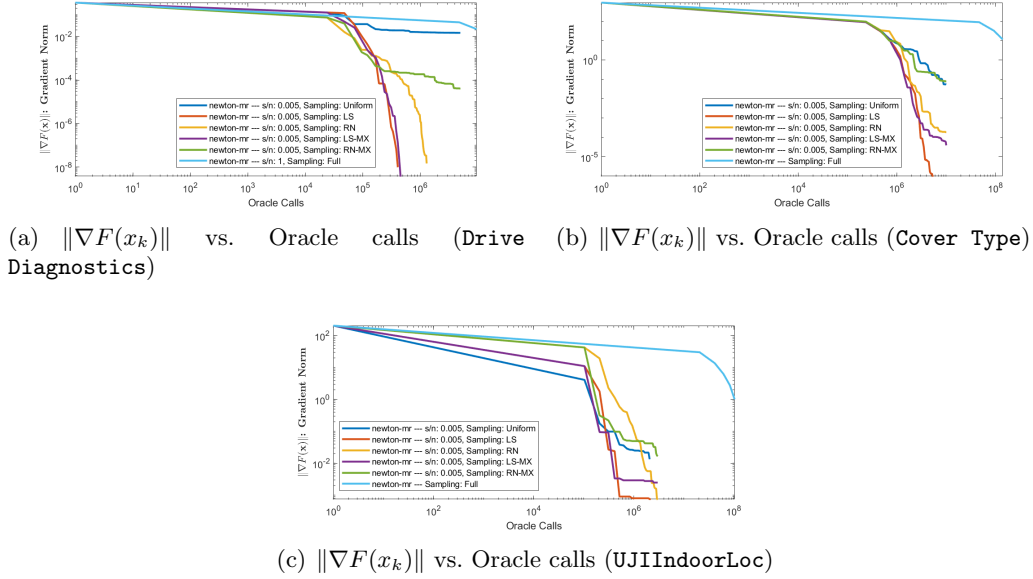 ‖∇F(x)‖: Gradient Norm
10^-2
10^-4
10^-6
10^-8
newton-mr --- s/n: 0.005, Sampling: Uniform
newton-mr --- s/n: 0.005, Sampling: LS
newton-mr --- s/n: 0.005, Sampling: RN
newton-mr --- s/n: 0.005, Sampling: LS-MX
newton-mr --- s/n: 0.005, Sampling: RN-MX
newton-mr --- s/n: 1, Sampling: Full
10^0 10^1 10^2 10^3 10^4 10^5 10^6
Oracle Calls
(a) ‖∇F(x_k)‖ vs. Oracle calls (Drive
Diagnostics)
‖∇F(x)‖: Gradient Norm
10^0
10^-5
newton-mr --- s/n: 0.005, Sampling: Uniform
newton-mr --- s/n: 0.005, Sampling: LS
newton-mr --- s/n: 0.005, Sampling: RN
newton-mr --- s/n: 0.005, Sampling: LS-MX
newton-mr --- s/n: 0.005, Sampling: RN-MX
newton-mr --- Sampling: Full
10^0 10^2 10^4 10^6 10^8
Oracle Calls
(b) ‖∇F(x_k)‖ vs. Oracle calls (Cover Type)
‖∇F(x)‖: Gradient Norm
10^2
10^0
10^-2
newton-mr --- s/n: 0.005, Sampling: Uniform
newton-mr --- s/n: 0.005, Sampling: LS
newton-mr --- s/n: 0.005, Sampling: RN
newton-mr --- s/n: 0.005, Sampling: LS-MX
newton-mr --- s/n: 0.005, Sampling: RN-MX
newton-mr --- Sampling: Full
10^0 10^2 10^4 10^6 10^8
Oracle Calls
(c) ‖∇F(x_k)‖ vs. Oracle calls (UJIIndoorLoc)